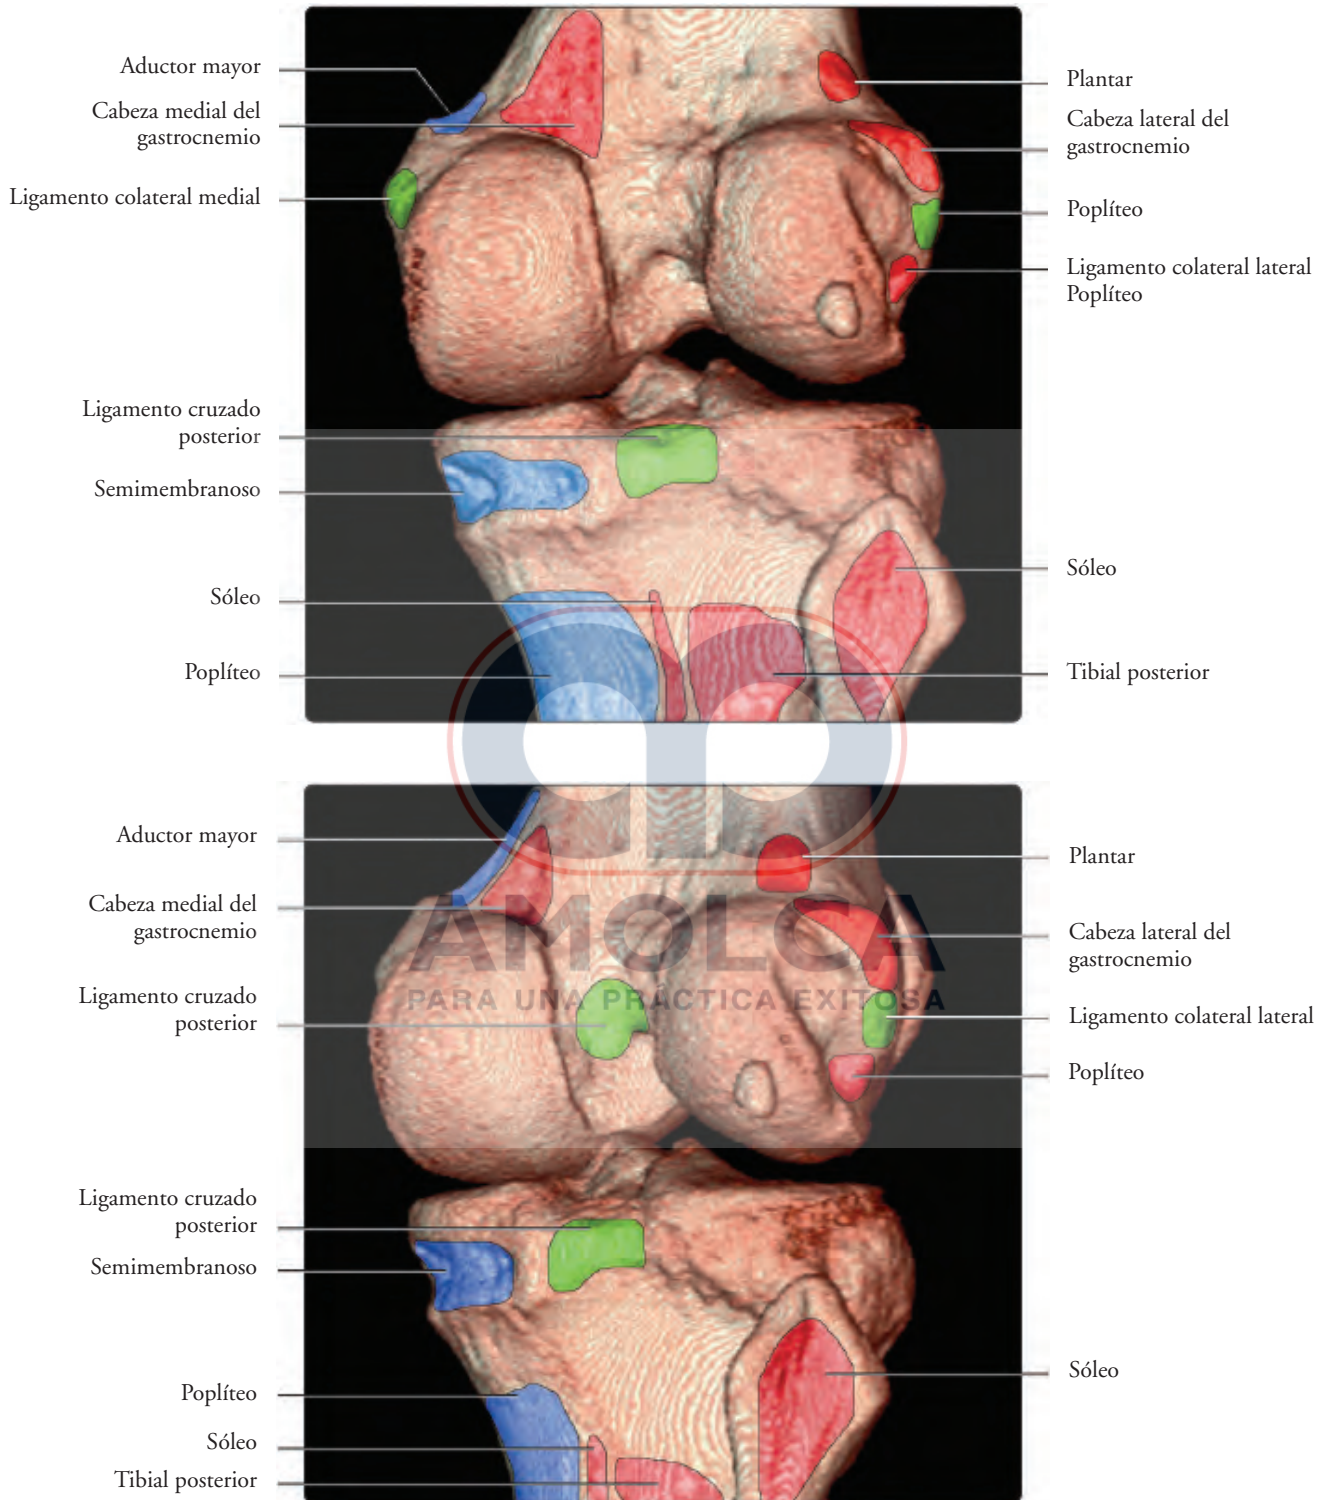 Aductor mayor
Cabeza medial del
gastrocnemio
Ligamento colateral medial
Ligamento cruzado
posterior
Semimembranoso
Sóleo
Poplíteo
Plantar
Cabeza lateral del
gastrocnemio
Poplíteo
Ligamento colateral lateral
Poplíteo
Sóleo
Tibial posterior
Aductor mayor
Cabeza medial del
gastrocnemio
Ligamento cruzado
posterior
Ligamento cruzado
posterior
Semimembranoso
Poplíteo
Sóleo
Tibial posterior
Plantar
Cabeza lateral del
gastrocnemio
Ligamento colateral lateral
Poplíteo
Sóleo
AMOLCA
PARA UNA PRÁCTICA EXITOSA